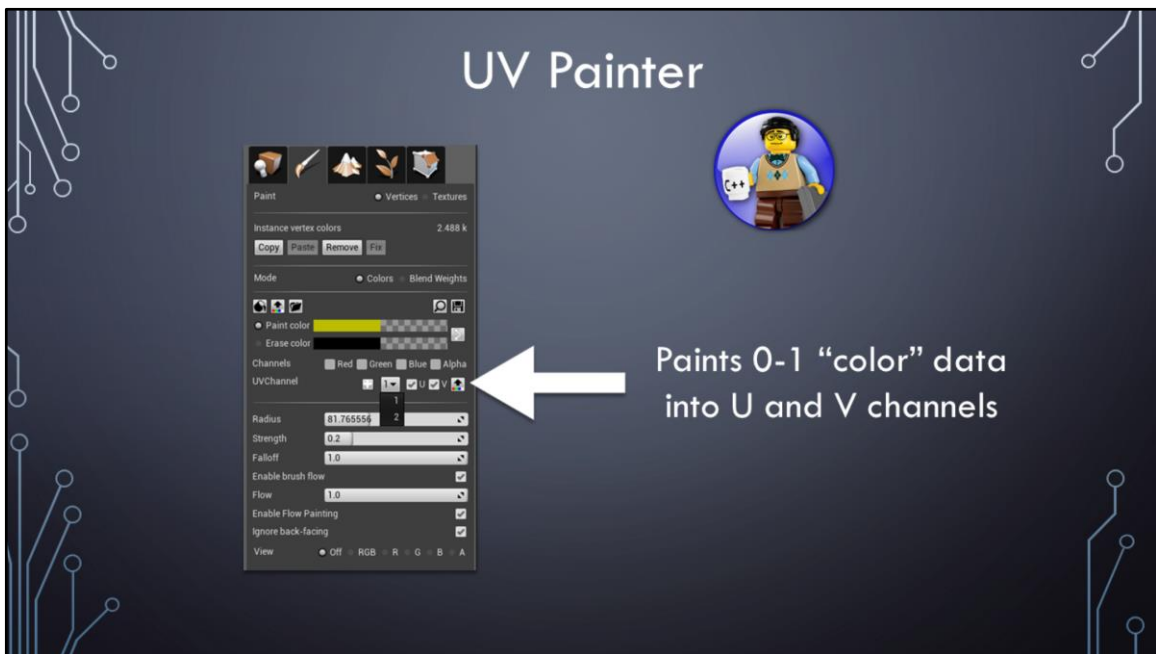 UV Painter
C++
Paint Vertices Textures
Instance vertex colors 2.488 k
Copy Paste Remove Fix
Mode Colors Blend Weights
Paint color
Erase color
Channels Red Green Blue Alpha
UVChannel 1 U V
1
2
Radius 81.765556
Strength 0.2
Falloff 1.0
Enable brush flow
Flow 1.0
Enable Flow Painting
Ignore back-facing
View Off RGB R G B A
Paints 0-1 “color” data
into U and V channels